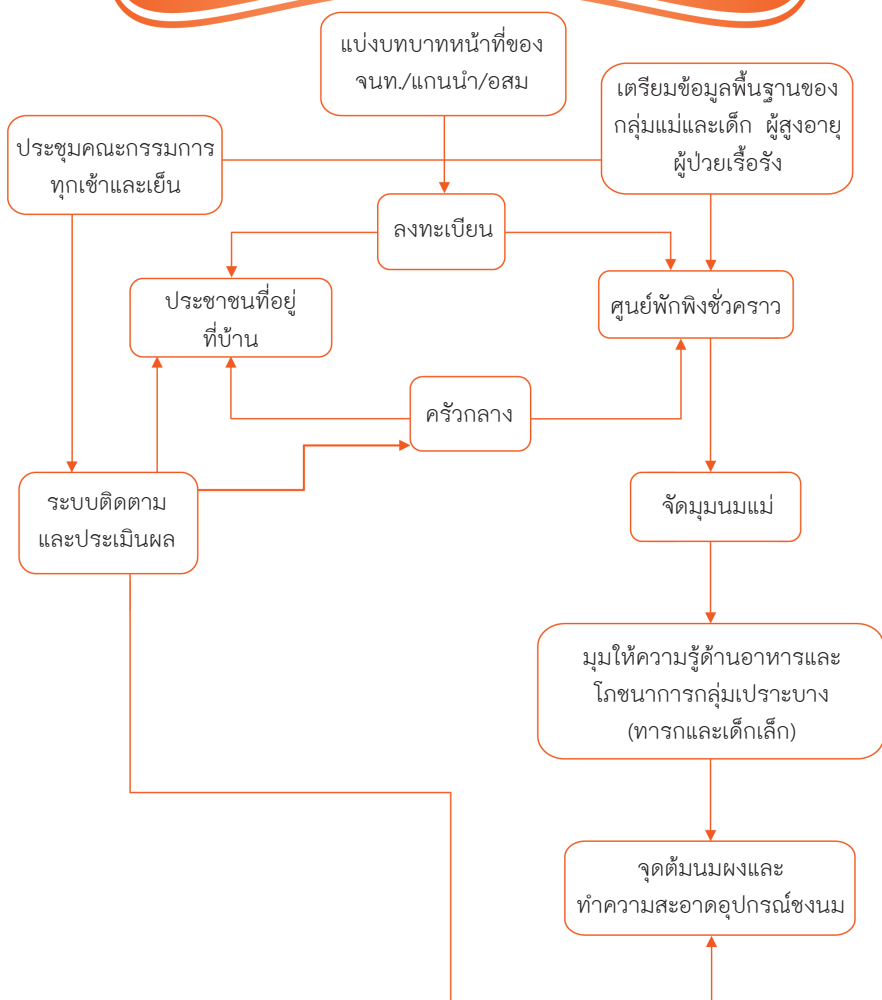 แบ่งบทบาทหน้าที่ของ
จนท./แกนนำ/อสม
เตรียมข้อมูลพื้นฐานของ
กลุ่มแม่และเด็ก ผู้สูงอายุ
ผู้ป่วยเรื้อรัง
ประชุมคณะกรรมการ
ทุกเช้าและเย็น
ลงทะเบียน
ประชาชนที่อยู่
ที่บ้าน
ศูนย์พักพิงชั่วคราว
ครัวกลาง
ระบบติดตาม
และประเมินผล
จัดมุมนมแม่
มุมให้ความรู้ด้านอาหารและ
โภชนาการกลุ่มเปราะบาง
(ทารกและเด็กเล็ก)
จุดต้มนมผงและ
ทำความสะอาดอุปกรณ์ชงนม